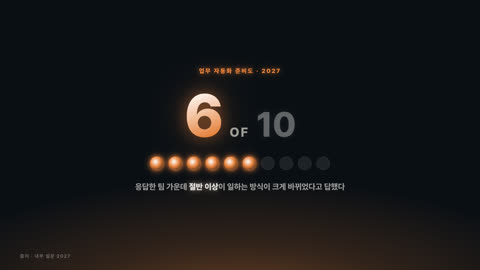 업무 자동화 준비도 · 2027
6 OF 10
응답한 팀 가운데 절반 이상이 일하는 방식이 크게 바뀌었다고 답했다
출처 · 내부 설문 2027